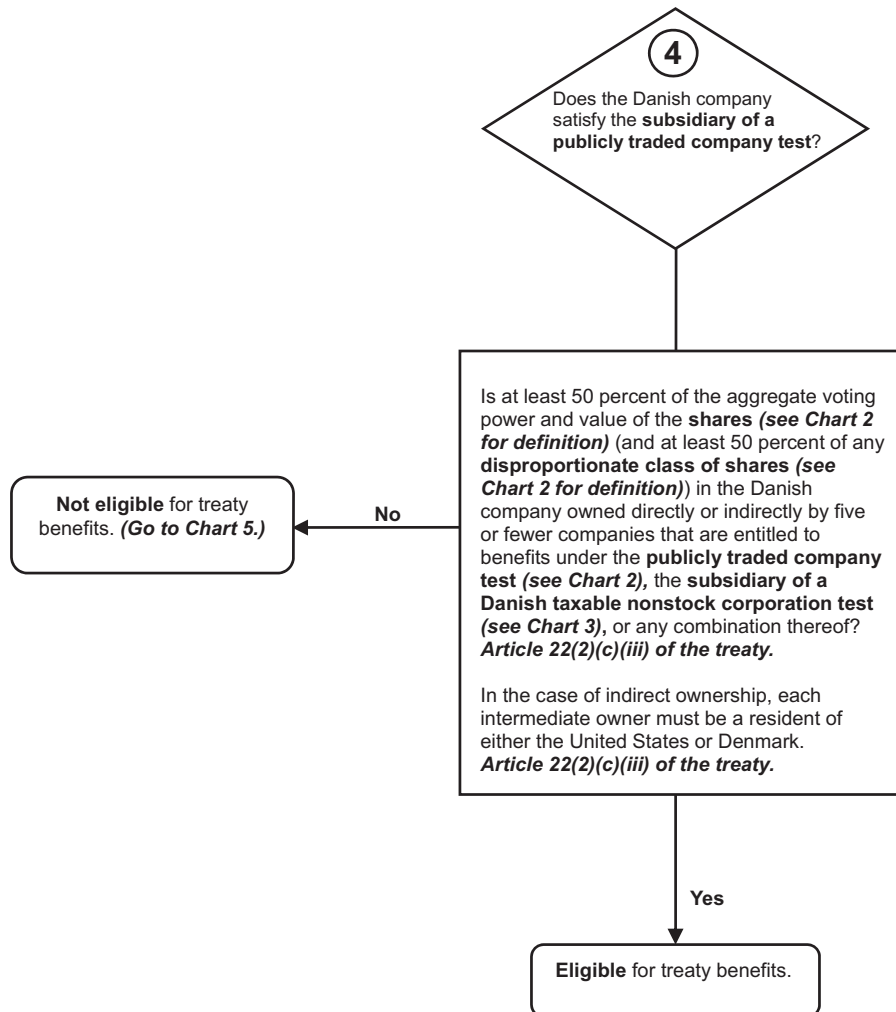 4
Does the Danish company
satisfy the subsidiary of a
publicly traded company test?
Is at least 50 percent of the aggregate voting
power and value of the shares (see Chart 2
for definition) (and at least 50 percent of any
disproportionate class of shares (see
Chart 2 for definition)) in the Danish
company owned directly or indirectly by five
or fewer companies that are entitled to
benefits under the publicly traded company
test (see Chart 2), the subsidiary of a
Danish taxable nonstock corporation test
(see Chart 3), or any combination thereof?
Article 22(2)(c)(iii) of the treaty.
In the case of indirect ownership, each
intermediate owner must be a resident of
either the United States or Denmark.
Article 22(2)(c)(iii) of the treaty.
No
Not eligible for treaty
benefits. (Go to Chart 5.)
Yes
Eligible for treaty benefits.